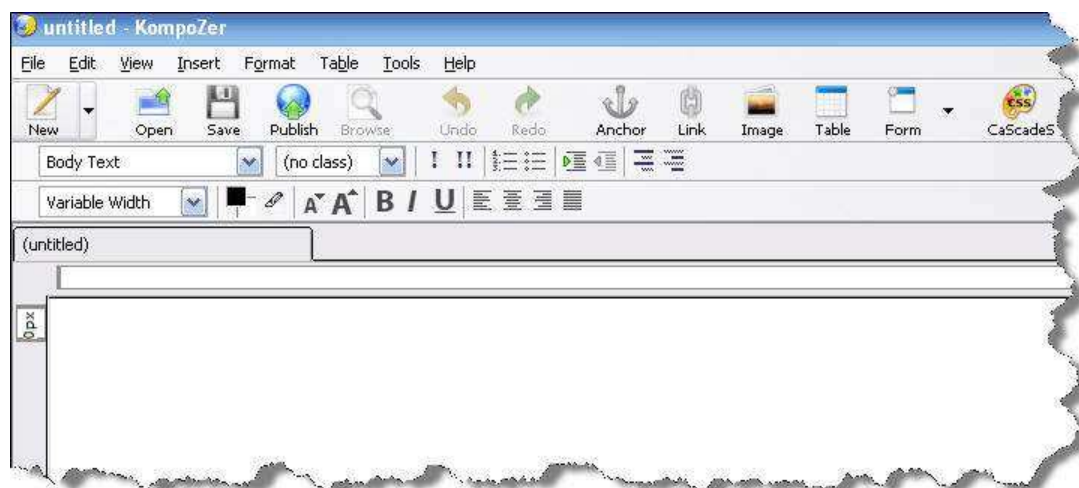 untitled - KompoZer
File Edit View Insert Format Table Tools Help
New Open Save Publish Browse Undo Redo Anchor Link Image Table Form CaScadeS
CSS
Body Text (no class) ! !!
Variable Width A A B I U
(untitled)
0px